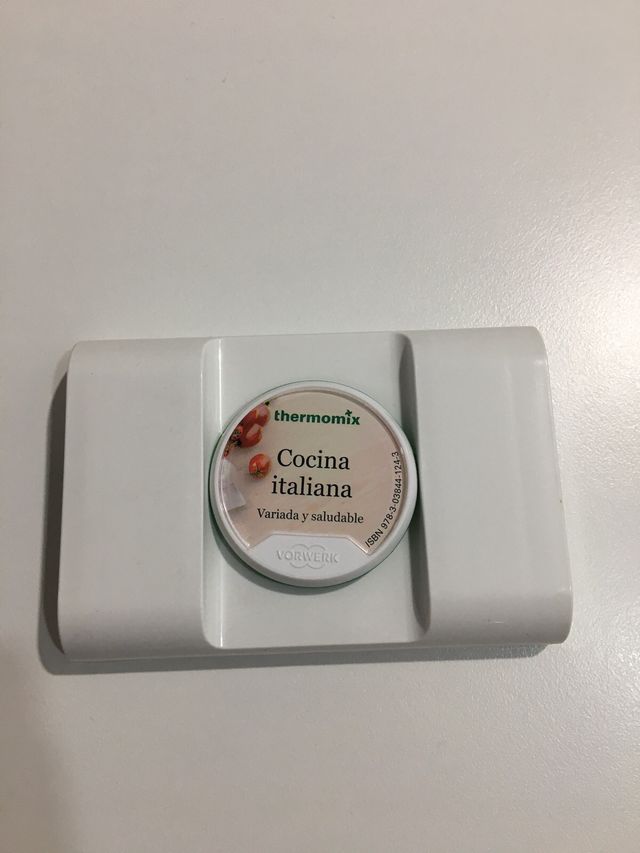 thermomix
Cocina
italiana
Variada y saludable
ISBN 978-3-03844-124-3
VORWERK